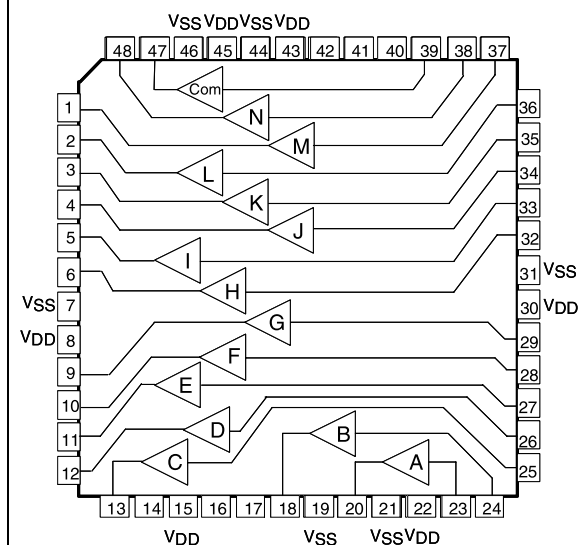 VSS VDD VSS VDD
48 47 46 45 44 43 42 41 40 39 38 37
Com
N
M
L
K
J
I
H
G
F
E
D
C
B
A
1
2
3
4
5
6
VSS 7
VDD 8
9
10
11
12
36
35
34
33
32
31 VSS
30 VDD
29
28
27
26
25
13 14 15 16 17 18 19 20 21 22 23 24
VDD VSS VSS VDD